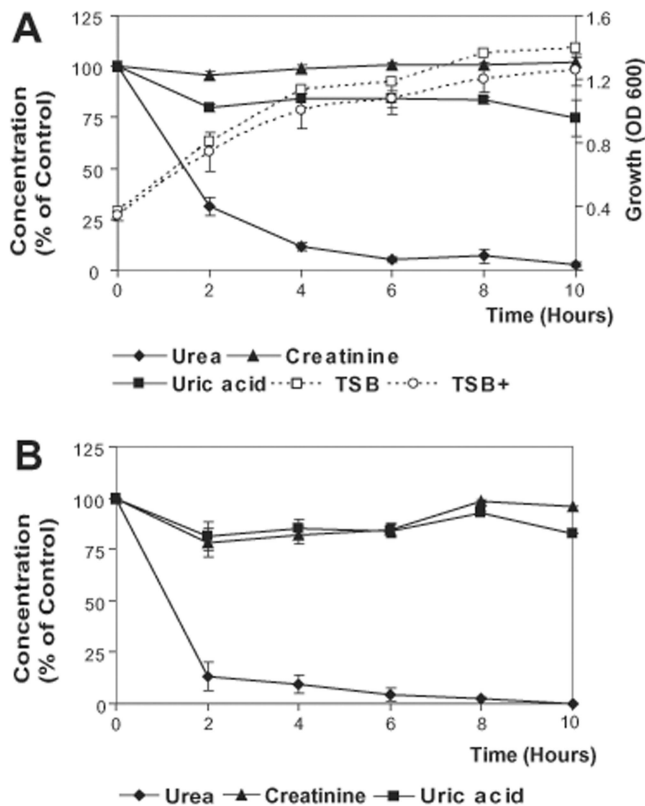 A
125
100
75
50
25
0
Concentration
(% of Control)
1.6
1.2
0.8
0.4
Growth (OD 600)
0 2 4 6 8 10
Time (Hours)
Urea Creatinine
Uric acid TSB TSB+
B
125
100
75
50
25
0
Concentration
(% of Control)
0 2 4 6 8 10
Time (Hours)
Urea Creatinine Uric acid